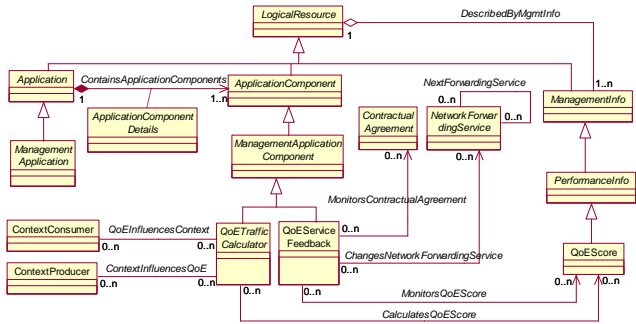 LogicalResource
DescribedByMgmtInfo
1
Application
ContainsApplicationComponents
1
1..n
ApplicationComponent
ApplicationComponent
Details
NextForwardingService
0..n
0..n
Contractual
Agreement
0..n
NetworkForwar
dingService
0..n
1..n
ManagementInfo
Management
Application
ManagementApplication
Component
PerformanceInfo
MonitorsContractualAgreement
ContextConsumer
QoEInfluencesContext
0..n
0..n
QoETraffic
Calculator
QoEService
Feedback
0..n
ChangesNetworkForwardingService
0..n
QoEScore
ContextProducer
ContextInfluencesQoE
0..n
0..n
0..n
0..n
MonitorsQoEScore
0..n
0..n
CalculatesQoEScore